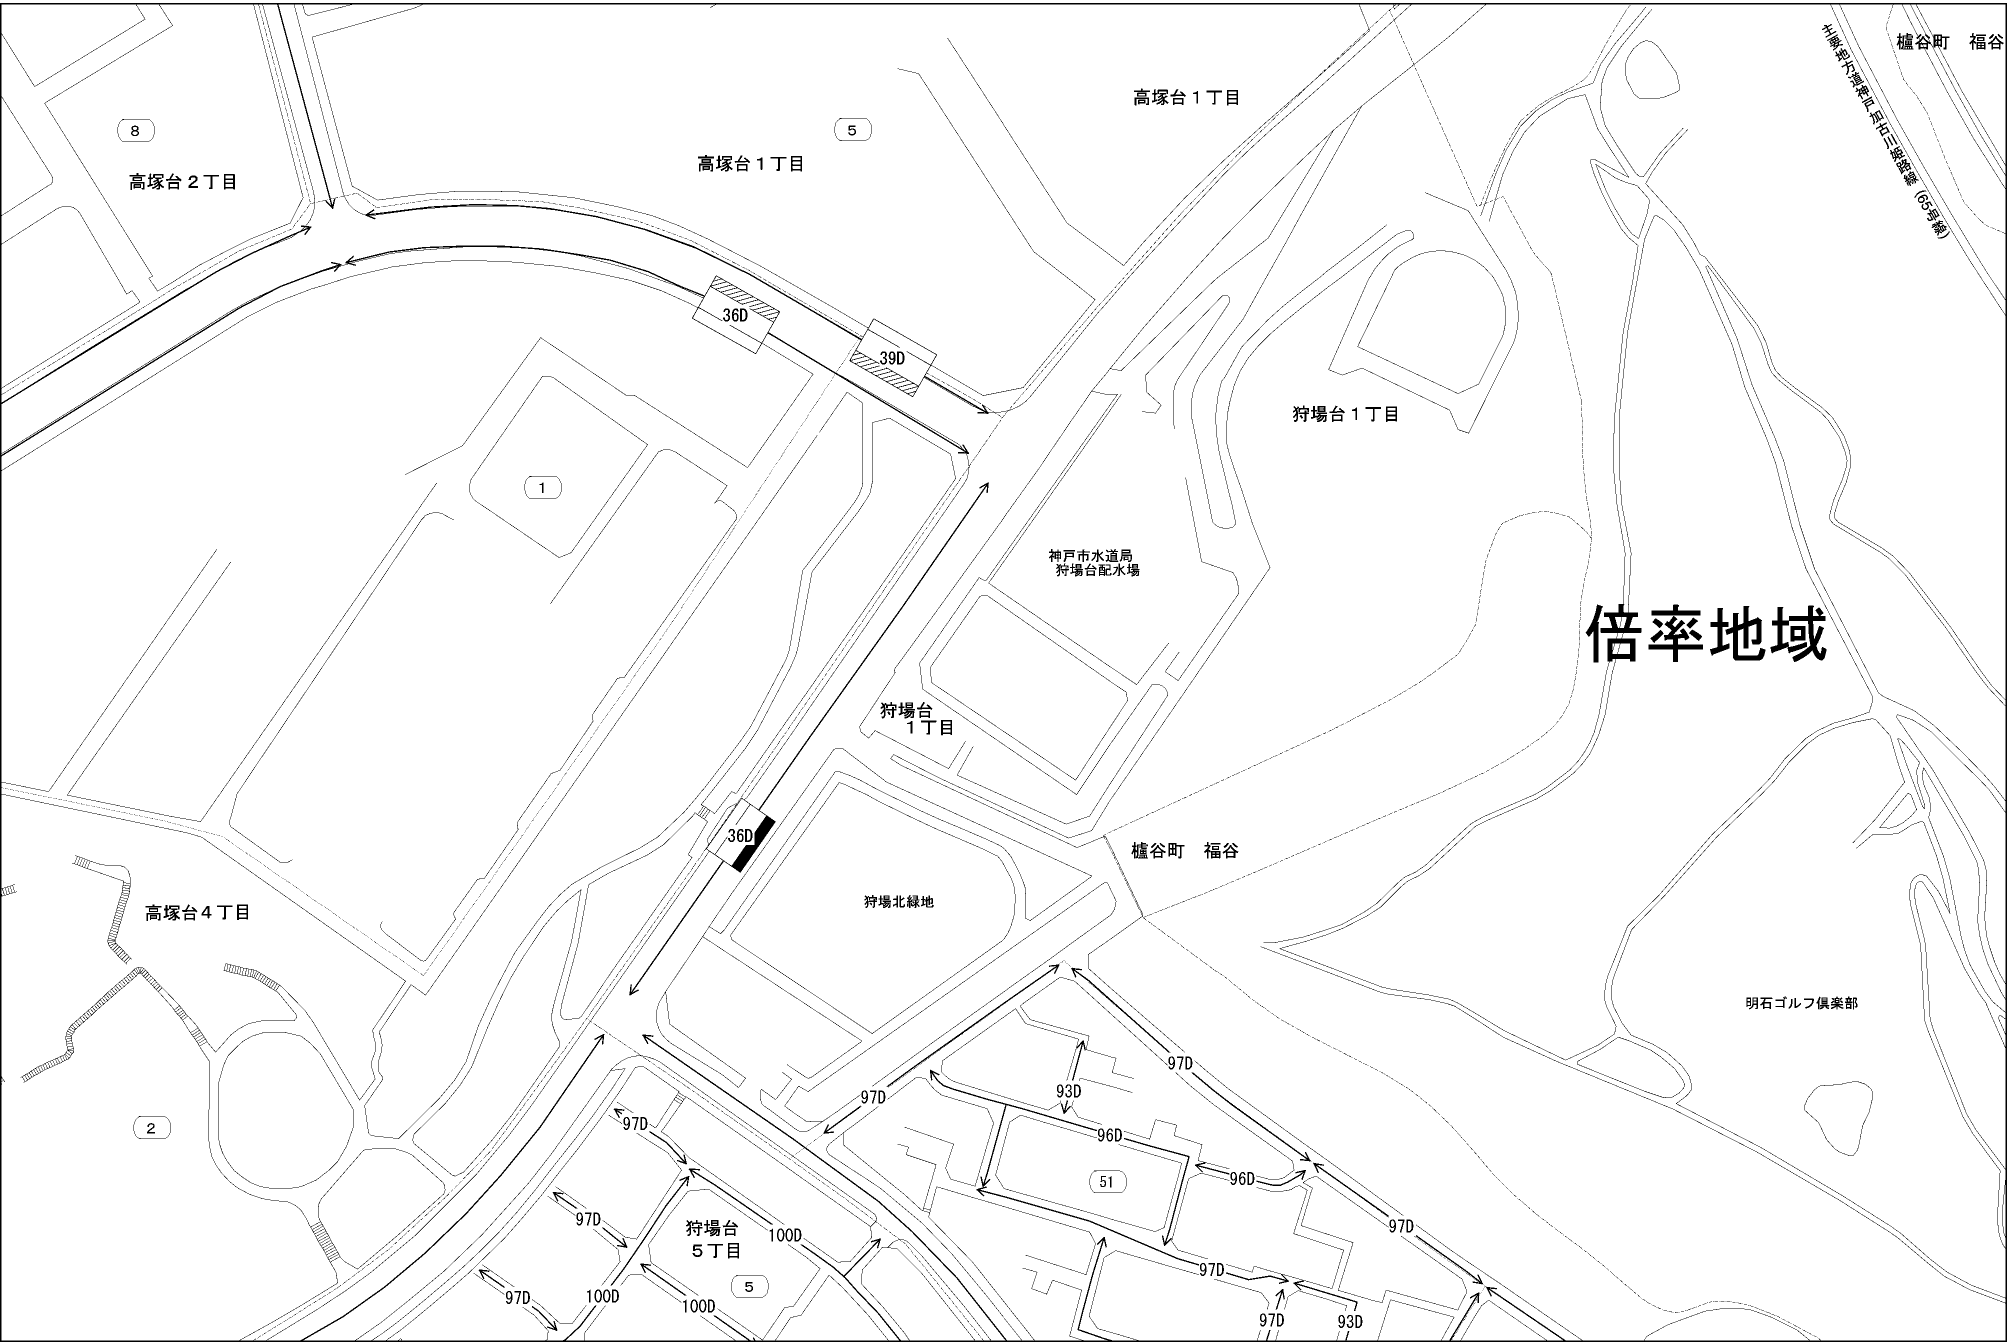 櫨谷町　福谷
主要地方道神戸加古川姫路線 (65号線)
高塚台１丁目
8
5
高塚台１丁目
高塚台２丁目
36D
39D
狩場台１丁目
1
神戸市水道局
狩場台配水場
倍率地域
狩場台
１丁目
36D
櫨谷町　福谷
狩場北緑地
高塚台４丁目
明石ゴルフ倶楽部
97D
93D
97D
97D
2
96D
51
96D
97D
97D
狩場台
５丁目
100D
97D
97D
5
97D
100D
100D
97D
93D